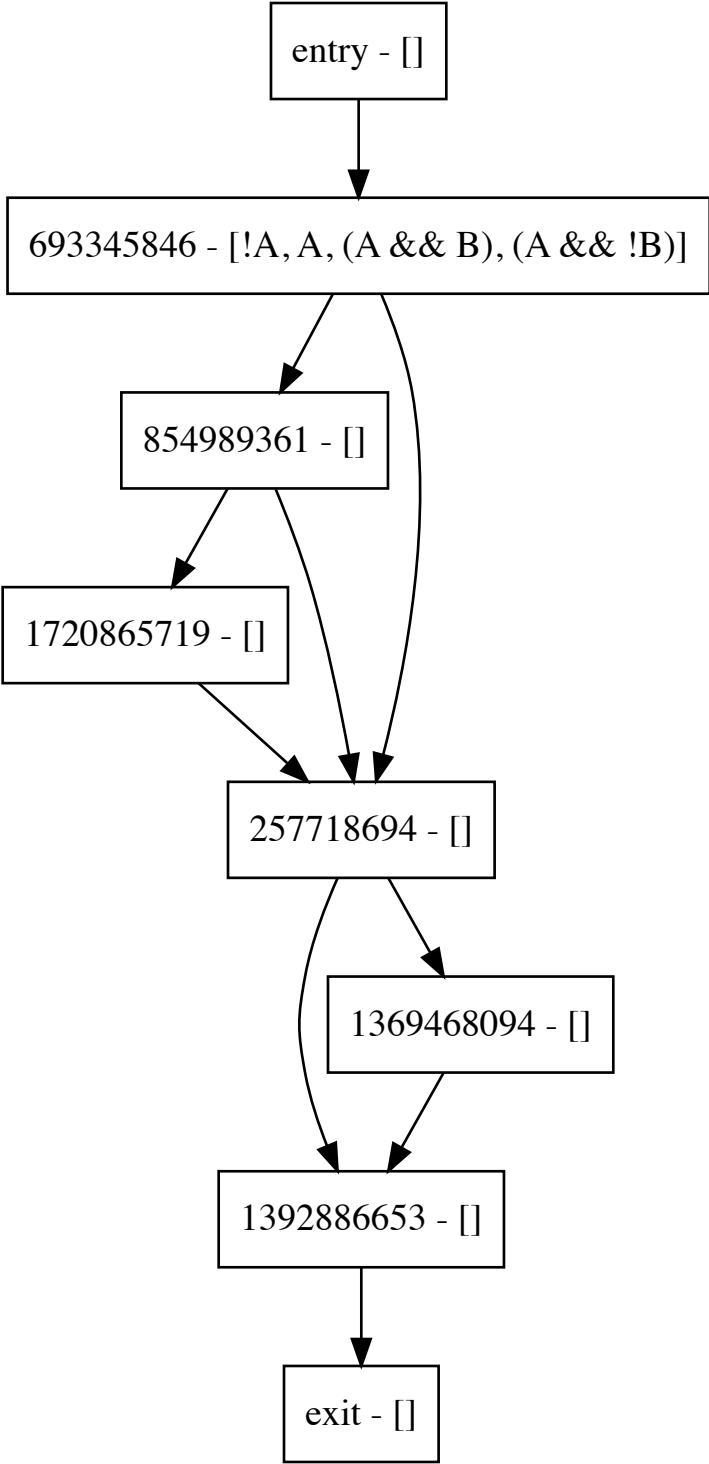 entry - []
693345846 - [!A, A, (A && B), (A && !B)]
854989361 - []
1720865719 - []
257718694 - []
1369468094 - []
1392886653 - []
exit - []